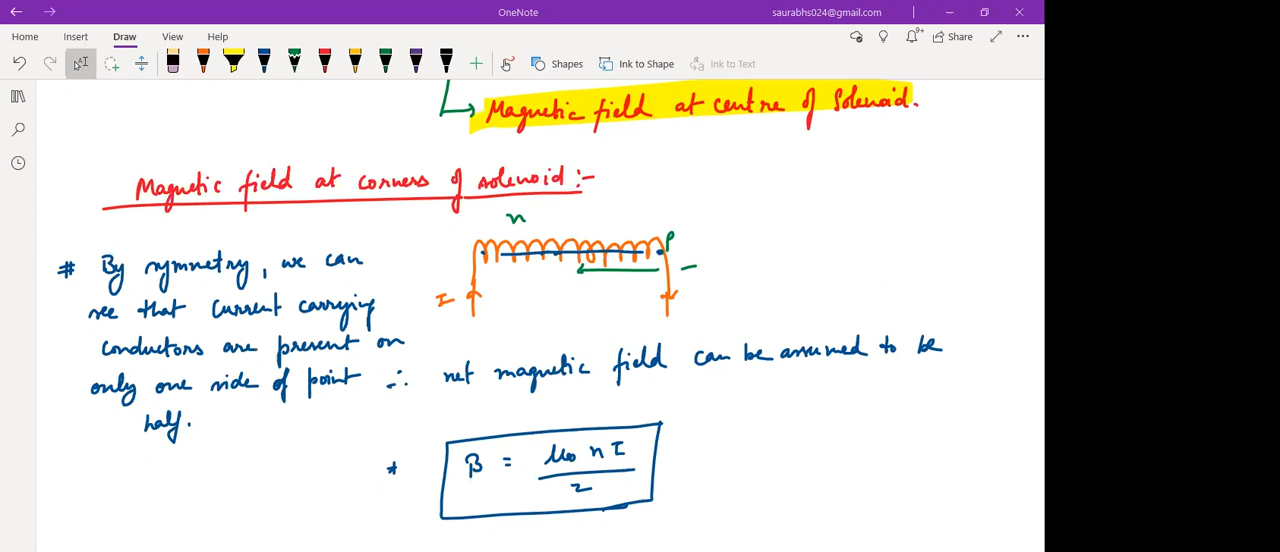 OneNote
saurabhs024@gmail.com
Home Insert Draw View Help
9+
Share
Shapes
Ink to Shape
Ink to Text
Magnetic field at centre of Solenoid.
Magnetic field at corners of solenoid :-
n
P
I
# By symmetry, we can
see that current carrying
conductors are present on
only one side of point ∴ net magnetic field can be assumed to be
half.
* B = μ0 n I
2